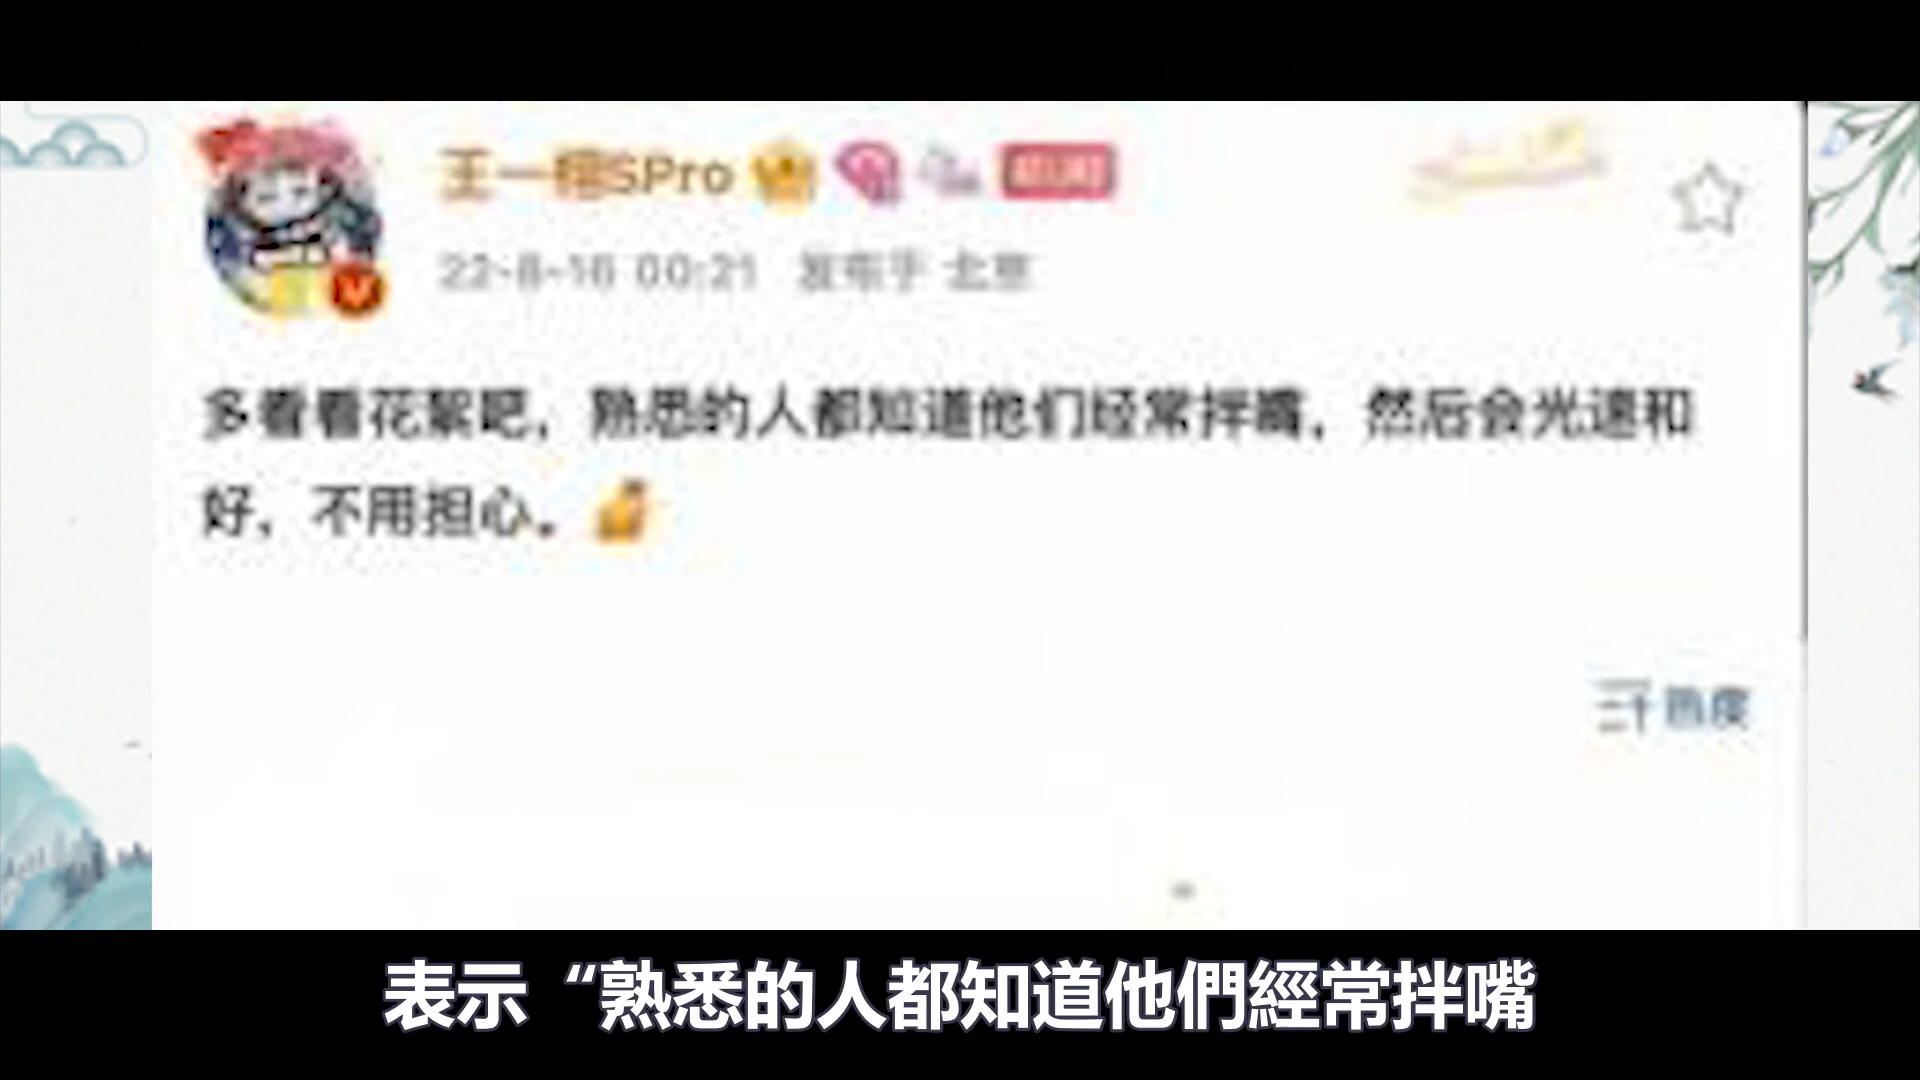 王一栩SPro
22-8-16 00:21 发布于 北京
多看看花絮吧，熟悉的人都知道他们经常拌嘴，然后会光速和
好，不用担心。
热度
表示“熟悉的人都知道他們經常拌嘴